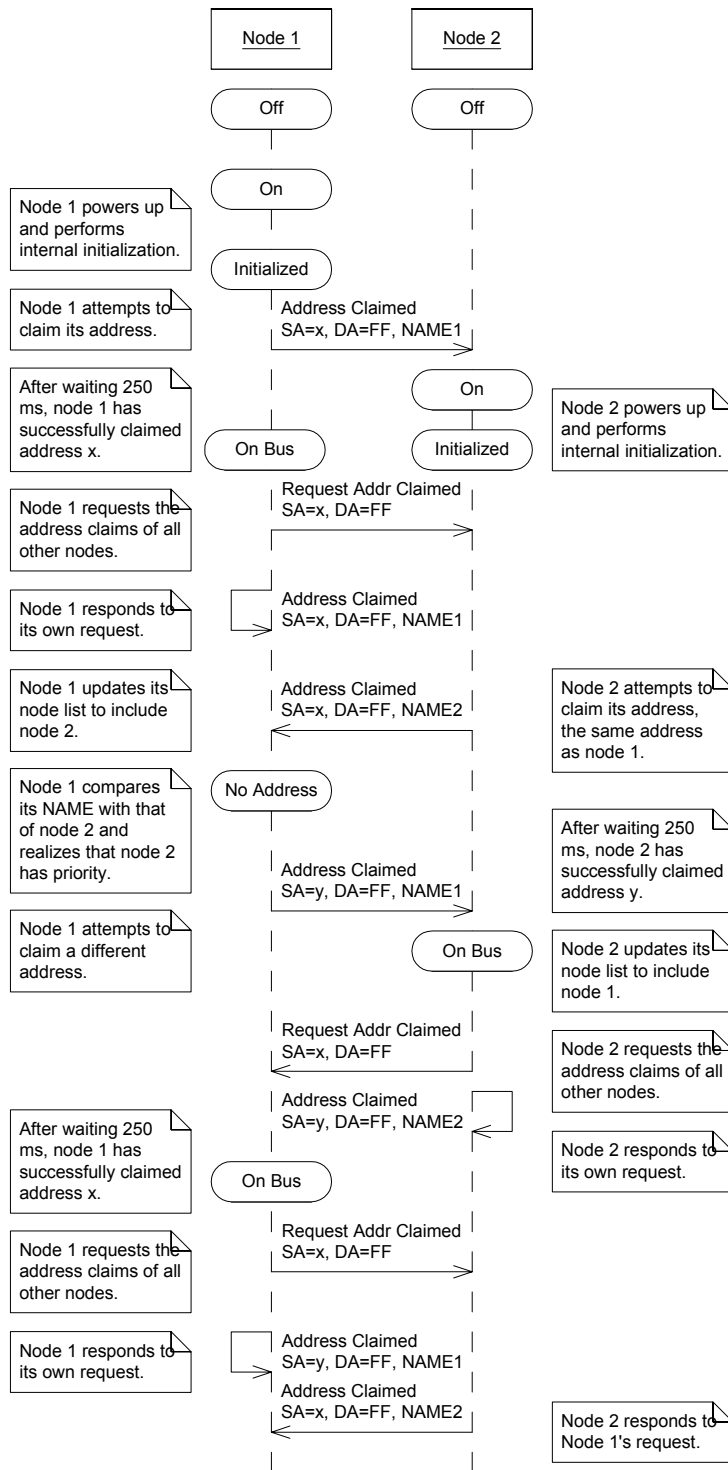 Node 1
Node 2
Off
Off
On
Node 1 powers up
and performs
internal initialization.
Initialized
Node 1 attempts to
claim its address.
Address Claimed
SA=x, DA=FF, NAME1
After waiting 250
ms, node 1 has
successfully claimed
address x.
On
Node 2 powers up
and performs
internal initialization.
On Bus
Initialized
Node 1 requests the
address claims of all
other nodes.
Request Addr Claimed
SA=x, DA=FF
Node 1 responds to
its own request.
Address Claimed
SA=x, DA=FF, NAME1
Node 1 updates its
node list to include
node 2.
Address Claimed
SA=x, DA=FF, NAME2
Node 2 attempts to
claim its address,
the same address
as node 1.
Node 1 compares
its NAME with that
of node 2 and
realizes that node 2
has priority.
No Address
After waiting 250
ms, node 2 has
successfully claimed
address y.
Address Claimed
SA=y, DA=FF, NAME1
Node 1 attempts to
claim a different
address.
On Bus
Node 2 updates its
node list to include
node 1.
Request Addr Claimed
SA=x, DA=FF
Node 2 requests the
address claims of all
other nodes.
Address Claimed
SA=y, DA=FF, NAME2
After waiting 250
ms, node 1 has
successfully claimed
address x.
Node 2 responds to
its own request.
On Bus
Node 1 requests the
address claims of all
other nodes.
Request Addr Claimed
SA=x, DA=FF
Node 1 responds to
its own request.
Address Claimed
SA=y, DA=FF, NAME1
Address Claimed
SA=x, DA=FF, NAME2
Node 2 responds to
Node 1's request.